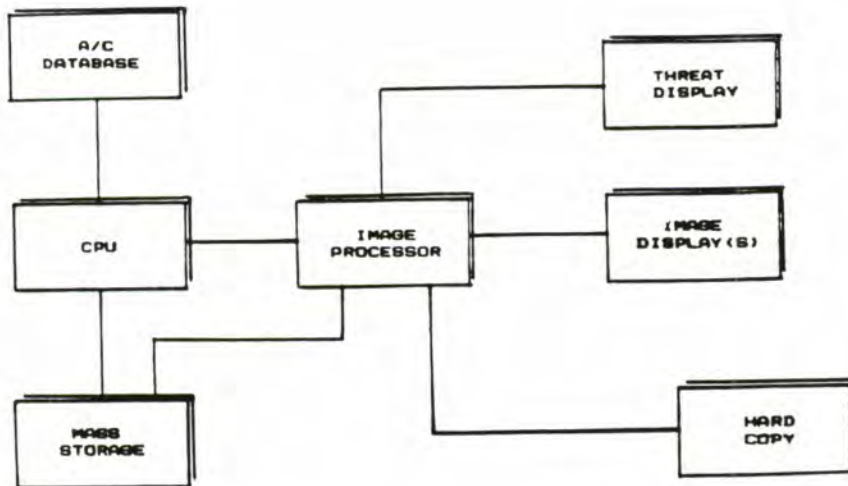 A/C
DATABASE
THREAT
DISPLAY
CPU
IMAGE
PROCESSOR
IMAGE
DISPLAY(S)
MASS
STORAGE
HARD
COPY